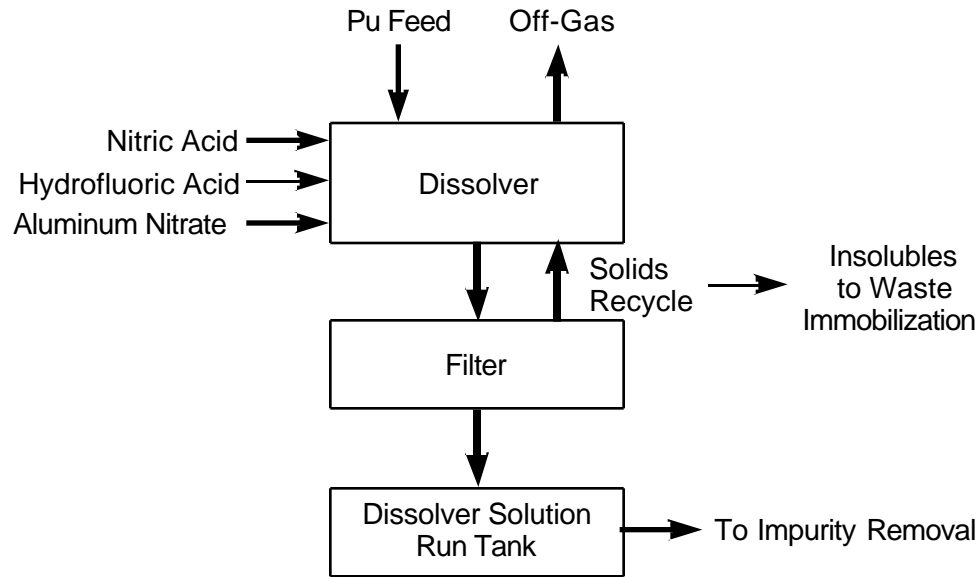 Pu Feed
Off-Gas
Nitric Acid
Hydrofluoric Acid
Aluminum Nitrate
Dissolver
Solids
Recycle
Insolubles
to Waste
Immobilization
Filter
Dissolver Solution
Run Tank
To Impurity Removal